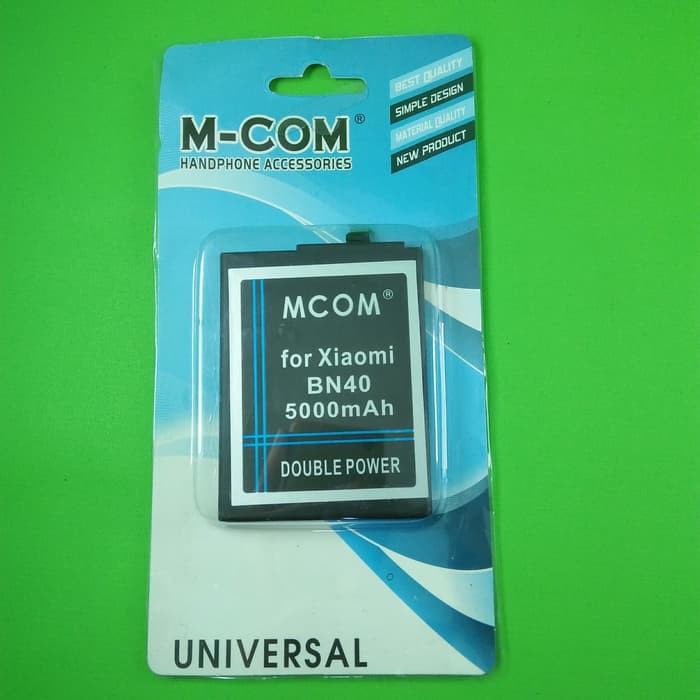 M-COM®
HANDPHONE ACCESSORIES
BEST QUALITY
SIMPLE DESIGN
MATERIAL QUALITY
NEW PRODUCT
MCOM®
for Xiaomi
BN40
5000mAh
DOUBLE POWER
UNIVERSAL